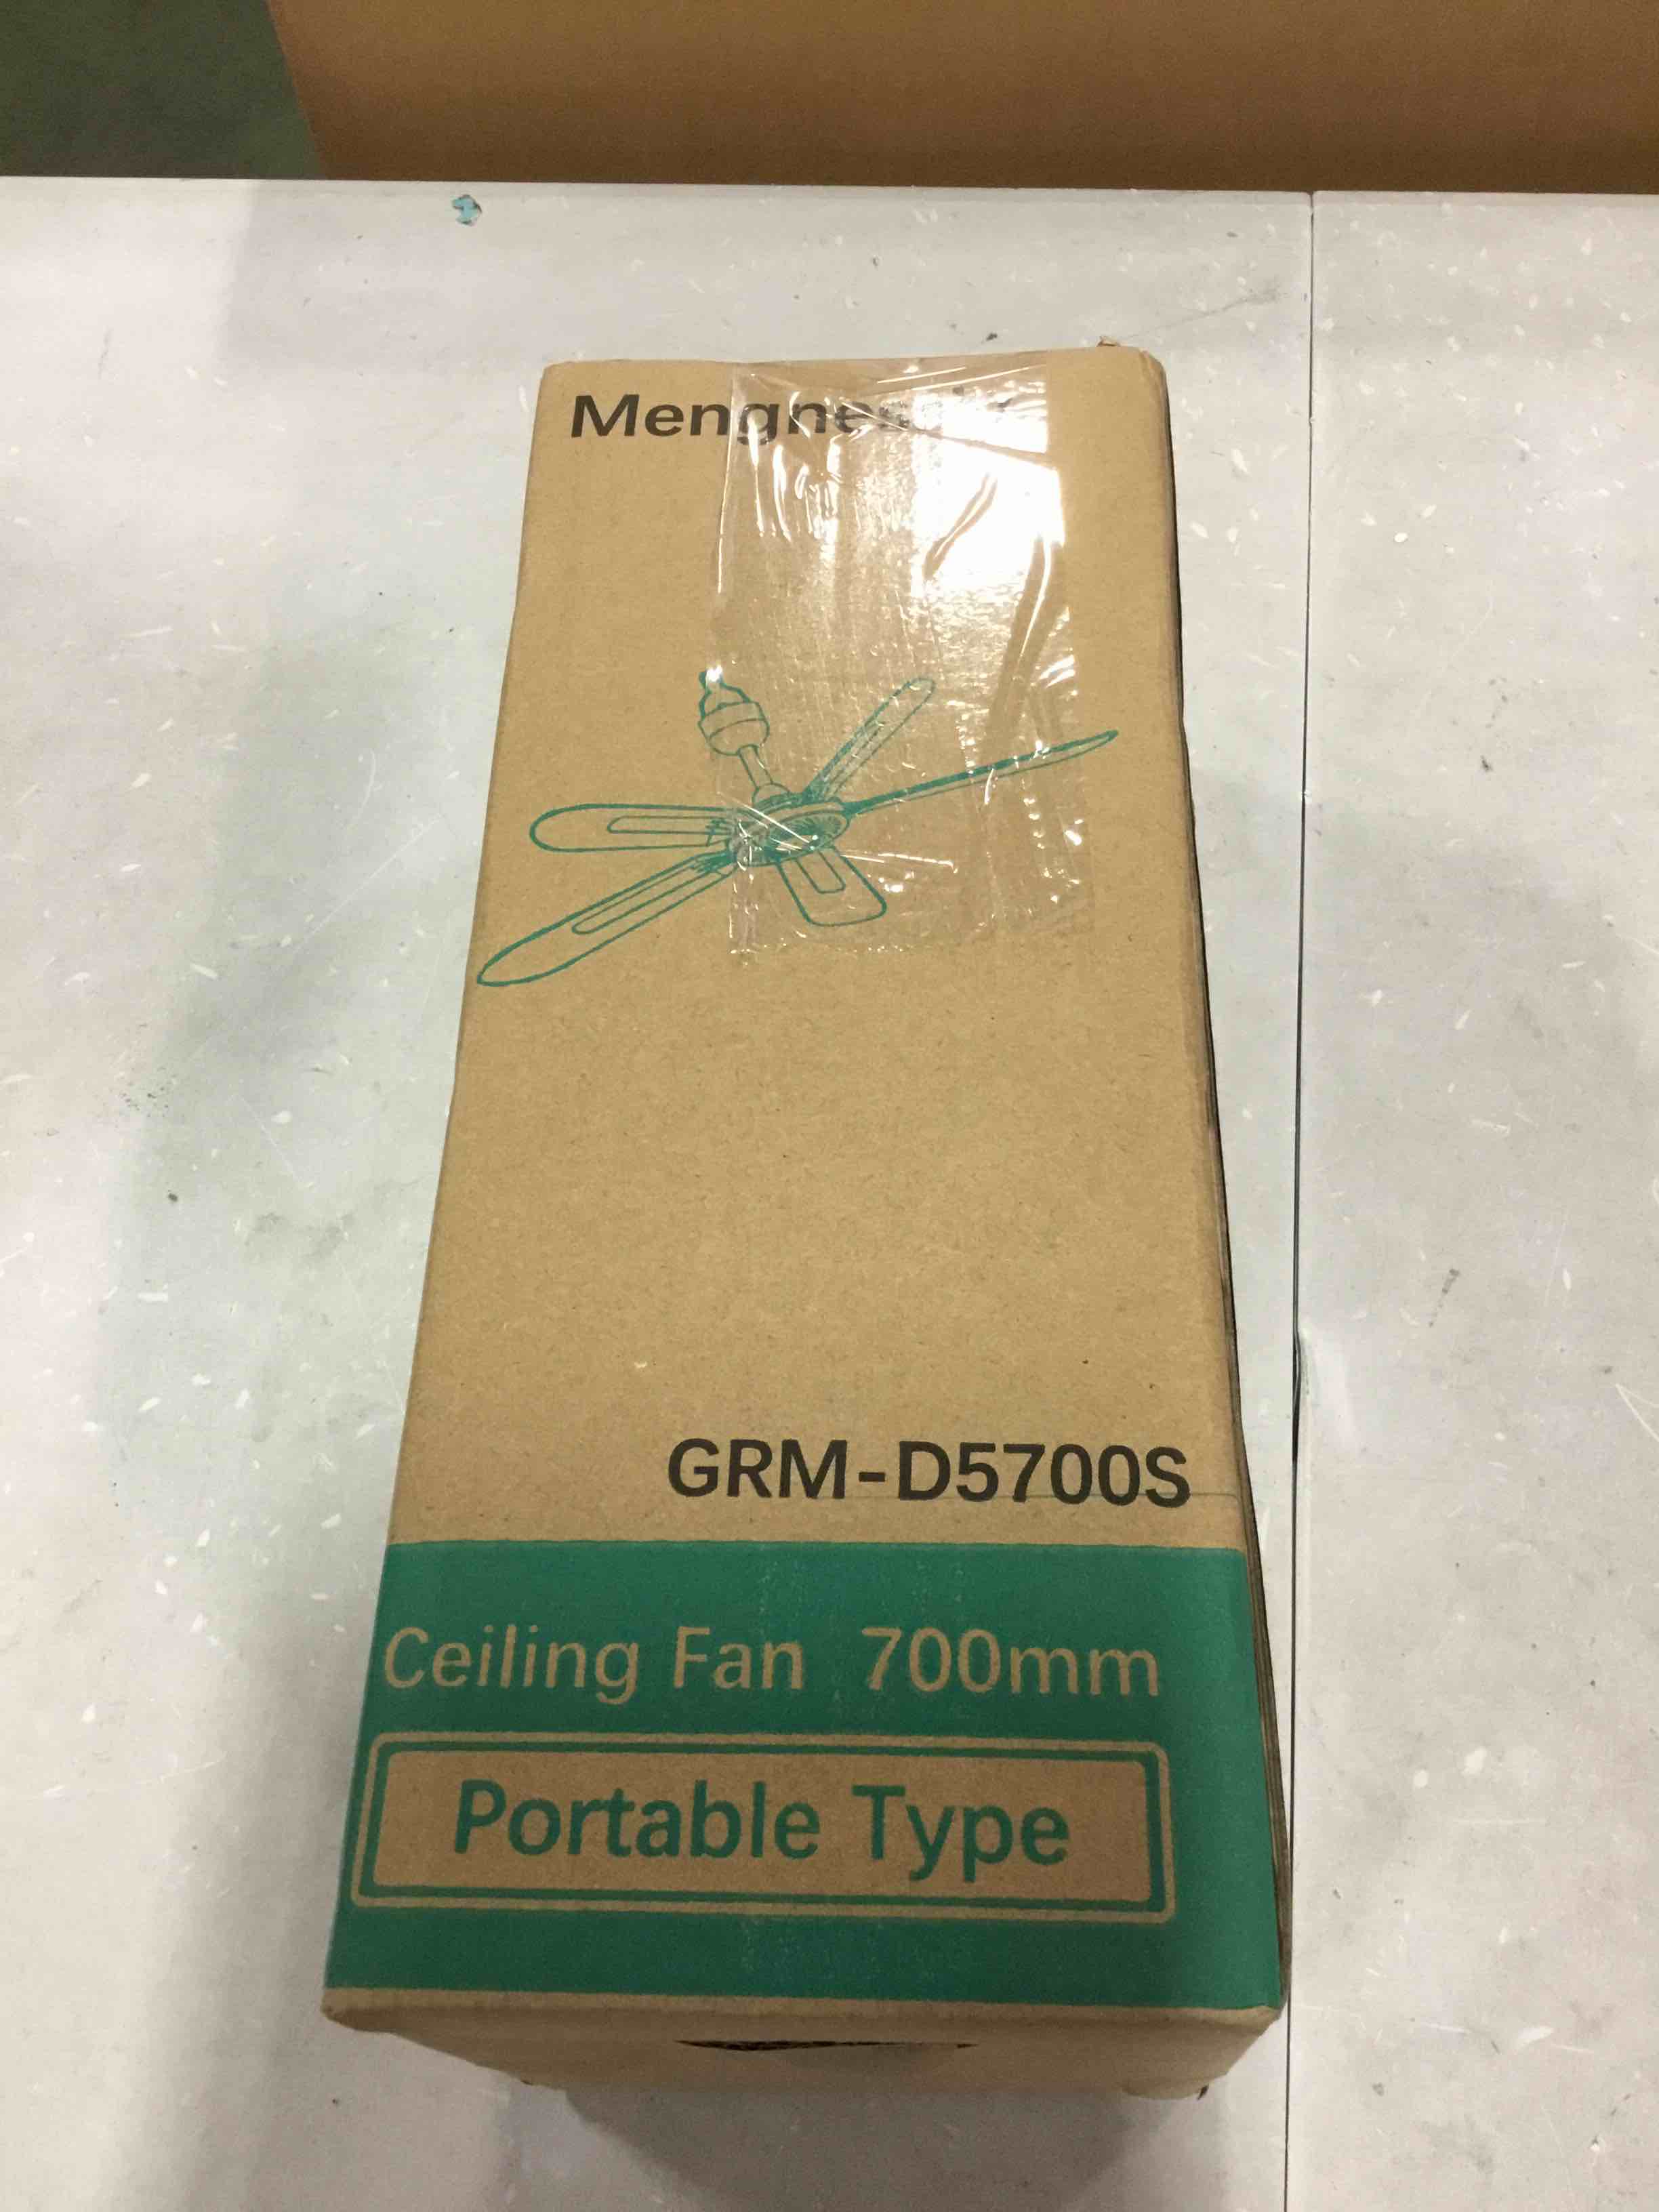 GRM-D5700S
Ceiling Fan 700mm
Portable Type